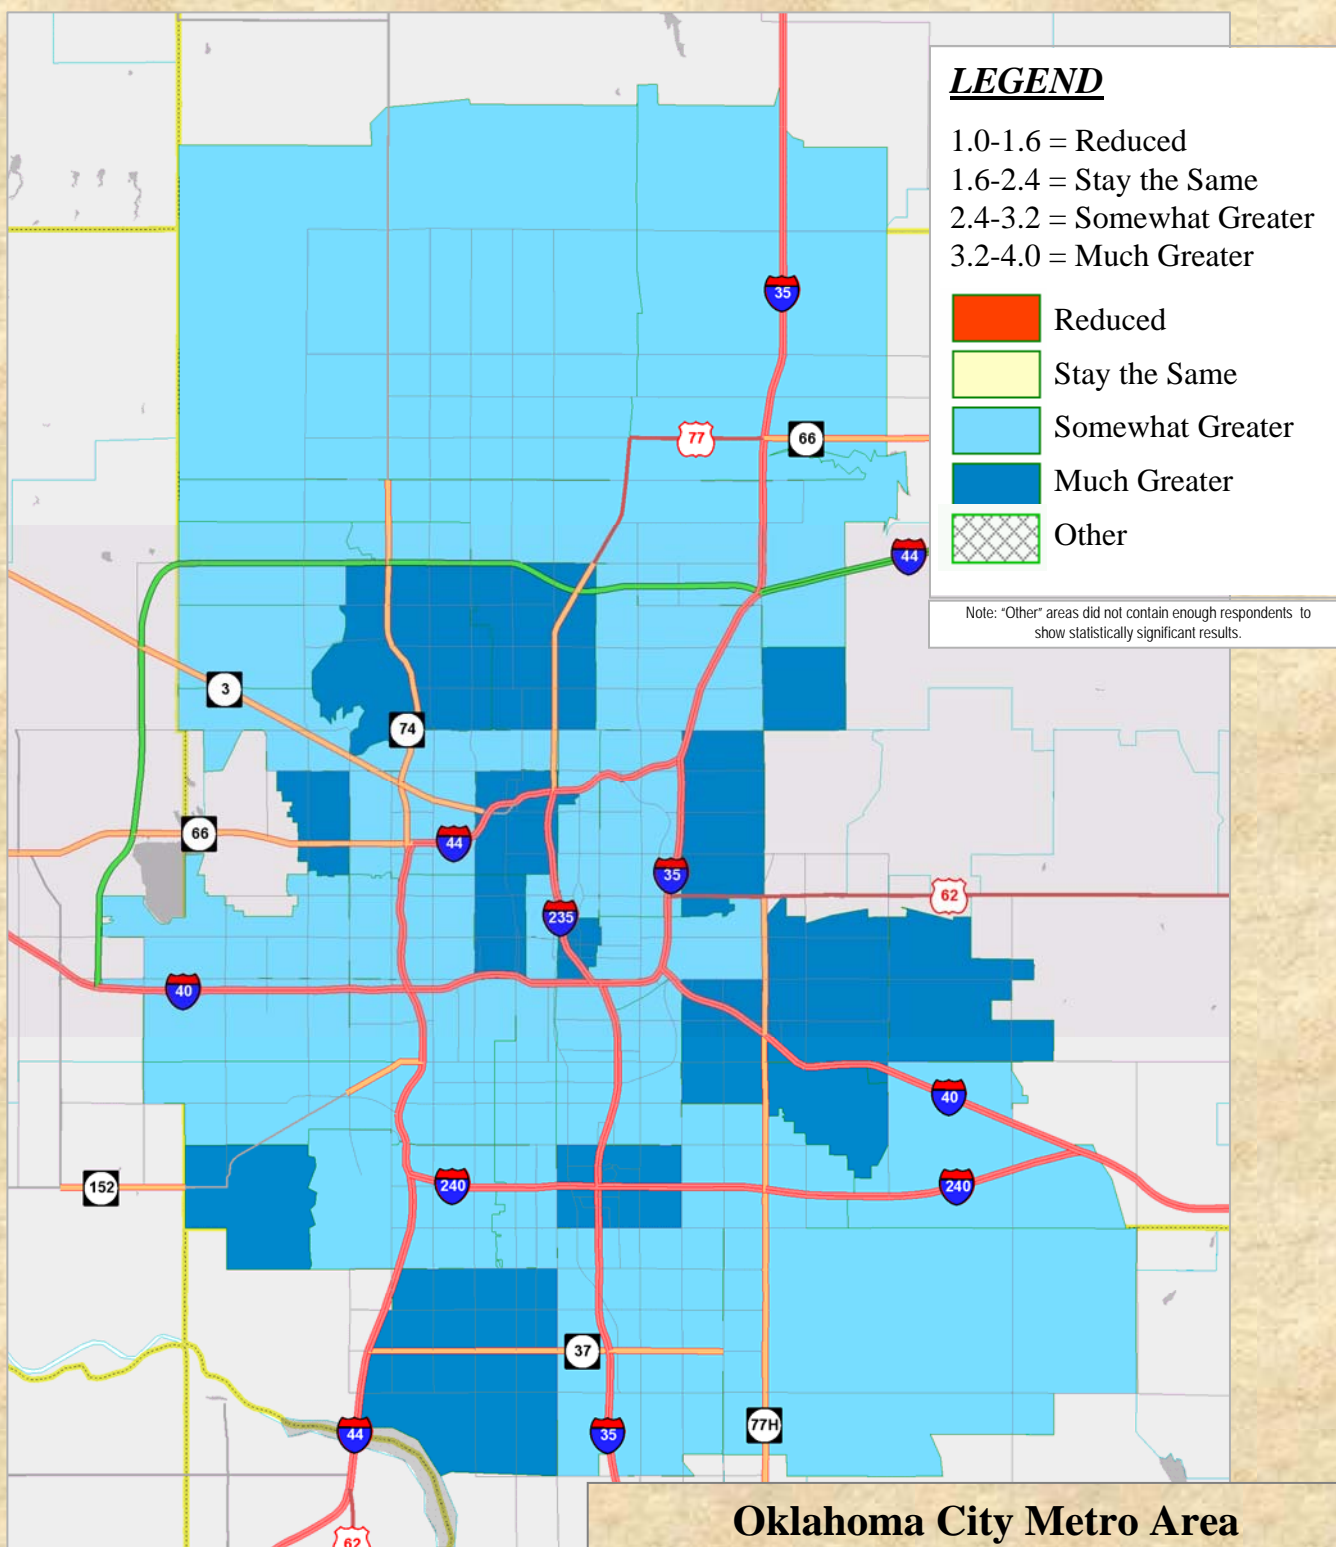 LEGEND
1.0-1.6 = Reduced
1.6-2.4 = Stay the Same
2.4-3.2 = Somewhat Greater
3.2-4.0 = Much Greater
Reduced
Stay the Same
Somewhat Greater
Much Greater
Other
Note: "Other" areas did not contain enough respondents to
show statistically significant results.
35
77
66
44
3
74
66
44
35
62
235
40
40
152
240
240
37
77H
44
35
62
Oklahoma City Metro Area